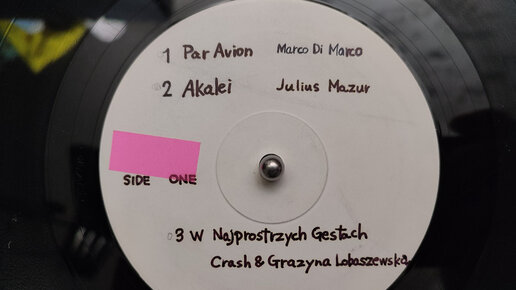 1 Par Avion Marco Di Marco
2 Akalei Julius Mazur
SIDE ONE
3 W Najprostrzych Gestach
Crash & Grazyna Lobaszewska